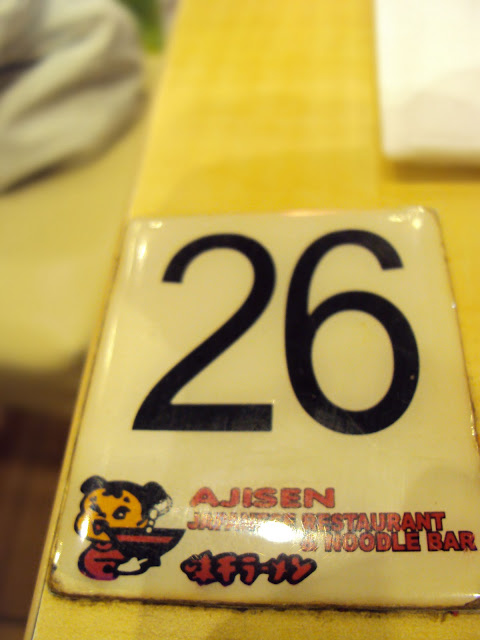 26
AJISEN
JAPANESE RESTAURANT
& NOODLE BAR
味千ラーメン